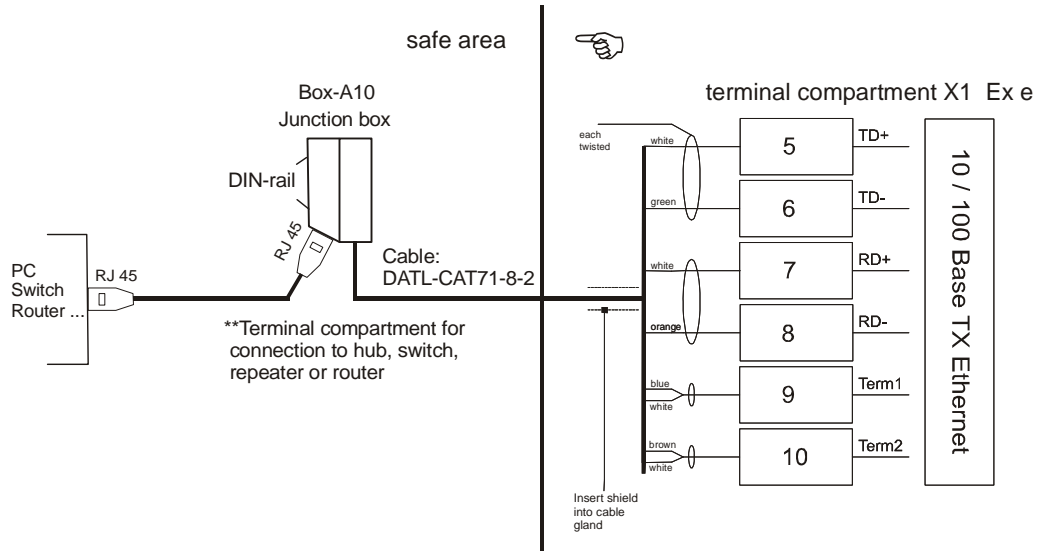 safe area
Box-A10
Junction box
DIN-rail
RJ 45
PC
Switch
Router ...
RJ 45
Cable:
DATL-CAT71-8-2
**Terminal compartment for
connection to hub, switch,
repeater or router
terminal compartment X1 Ex e
each
twisted
white
5
TD+
green
6
TD-
white
7
RD+
orange
8
RD-
blue
white
9
Term1
brown
white
10
Term2
10 / 100 Base TX Ethernet
Insert shield
into cable
gland